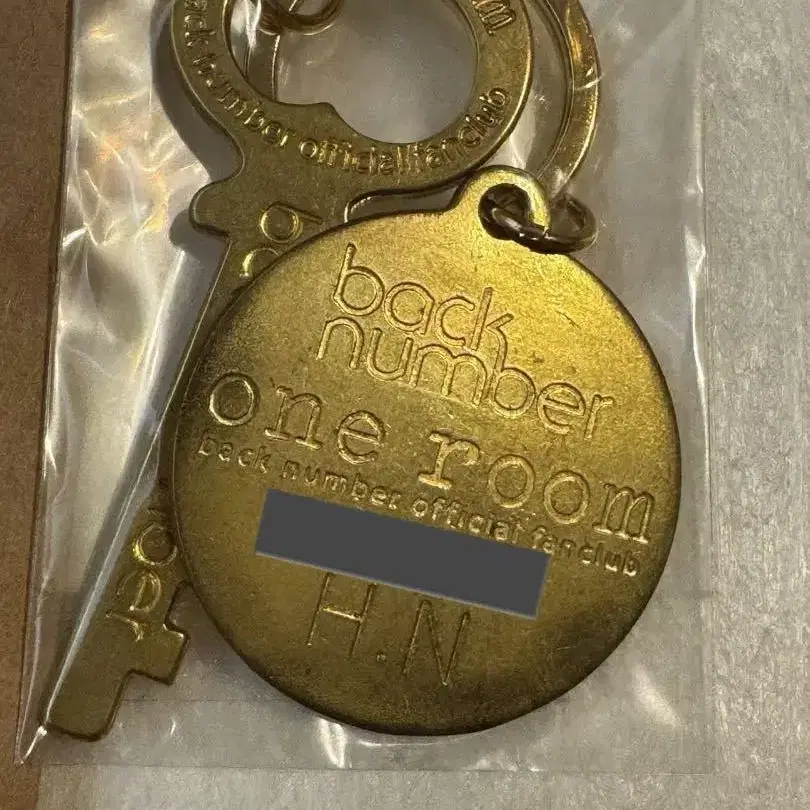 back number official fanclub
back
number
one room
back number official fanclub
H.N